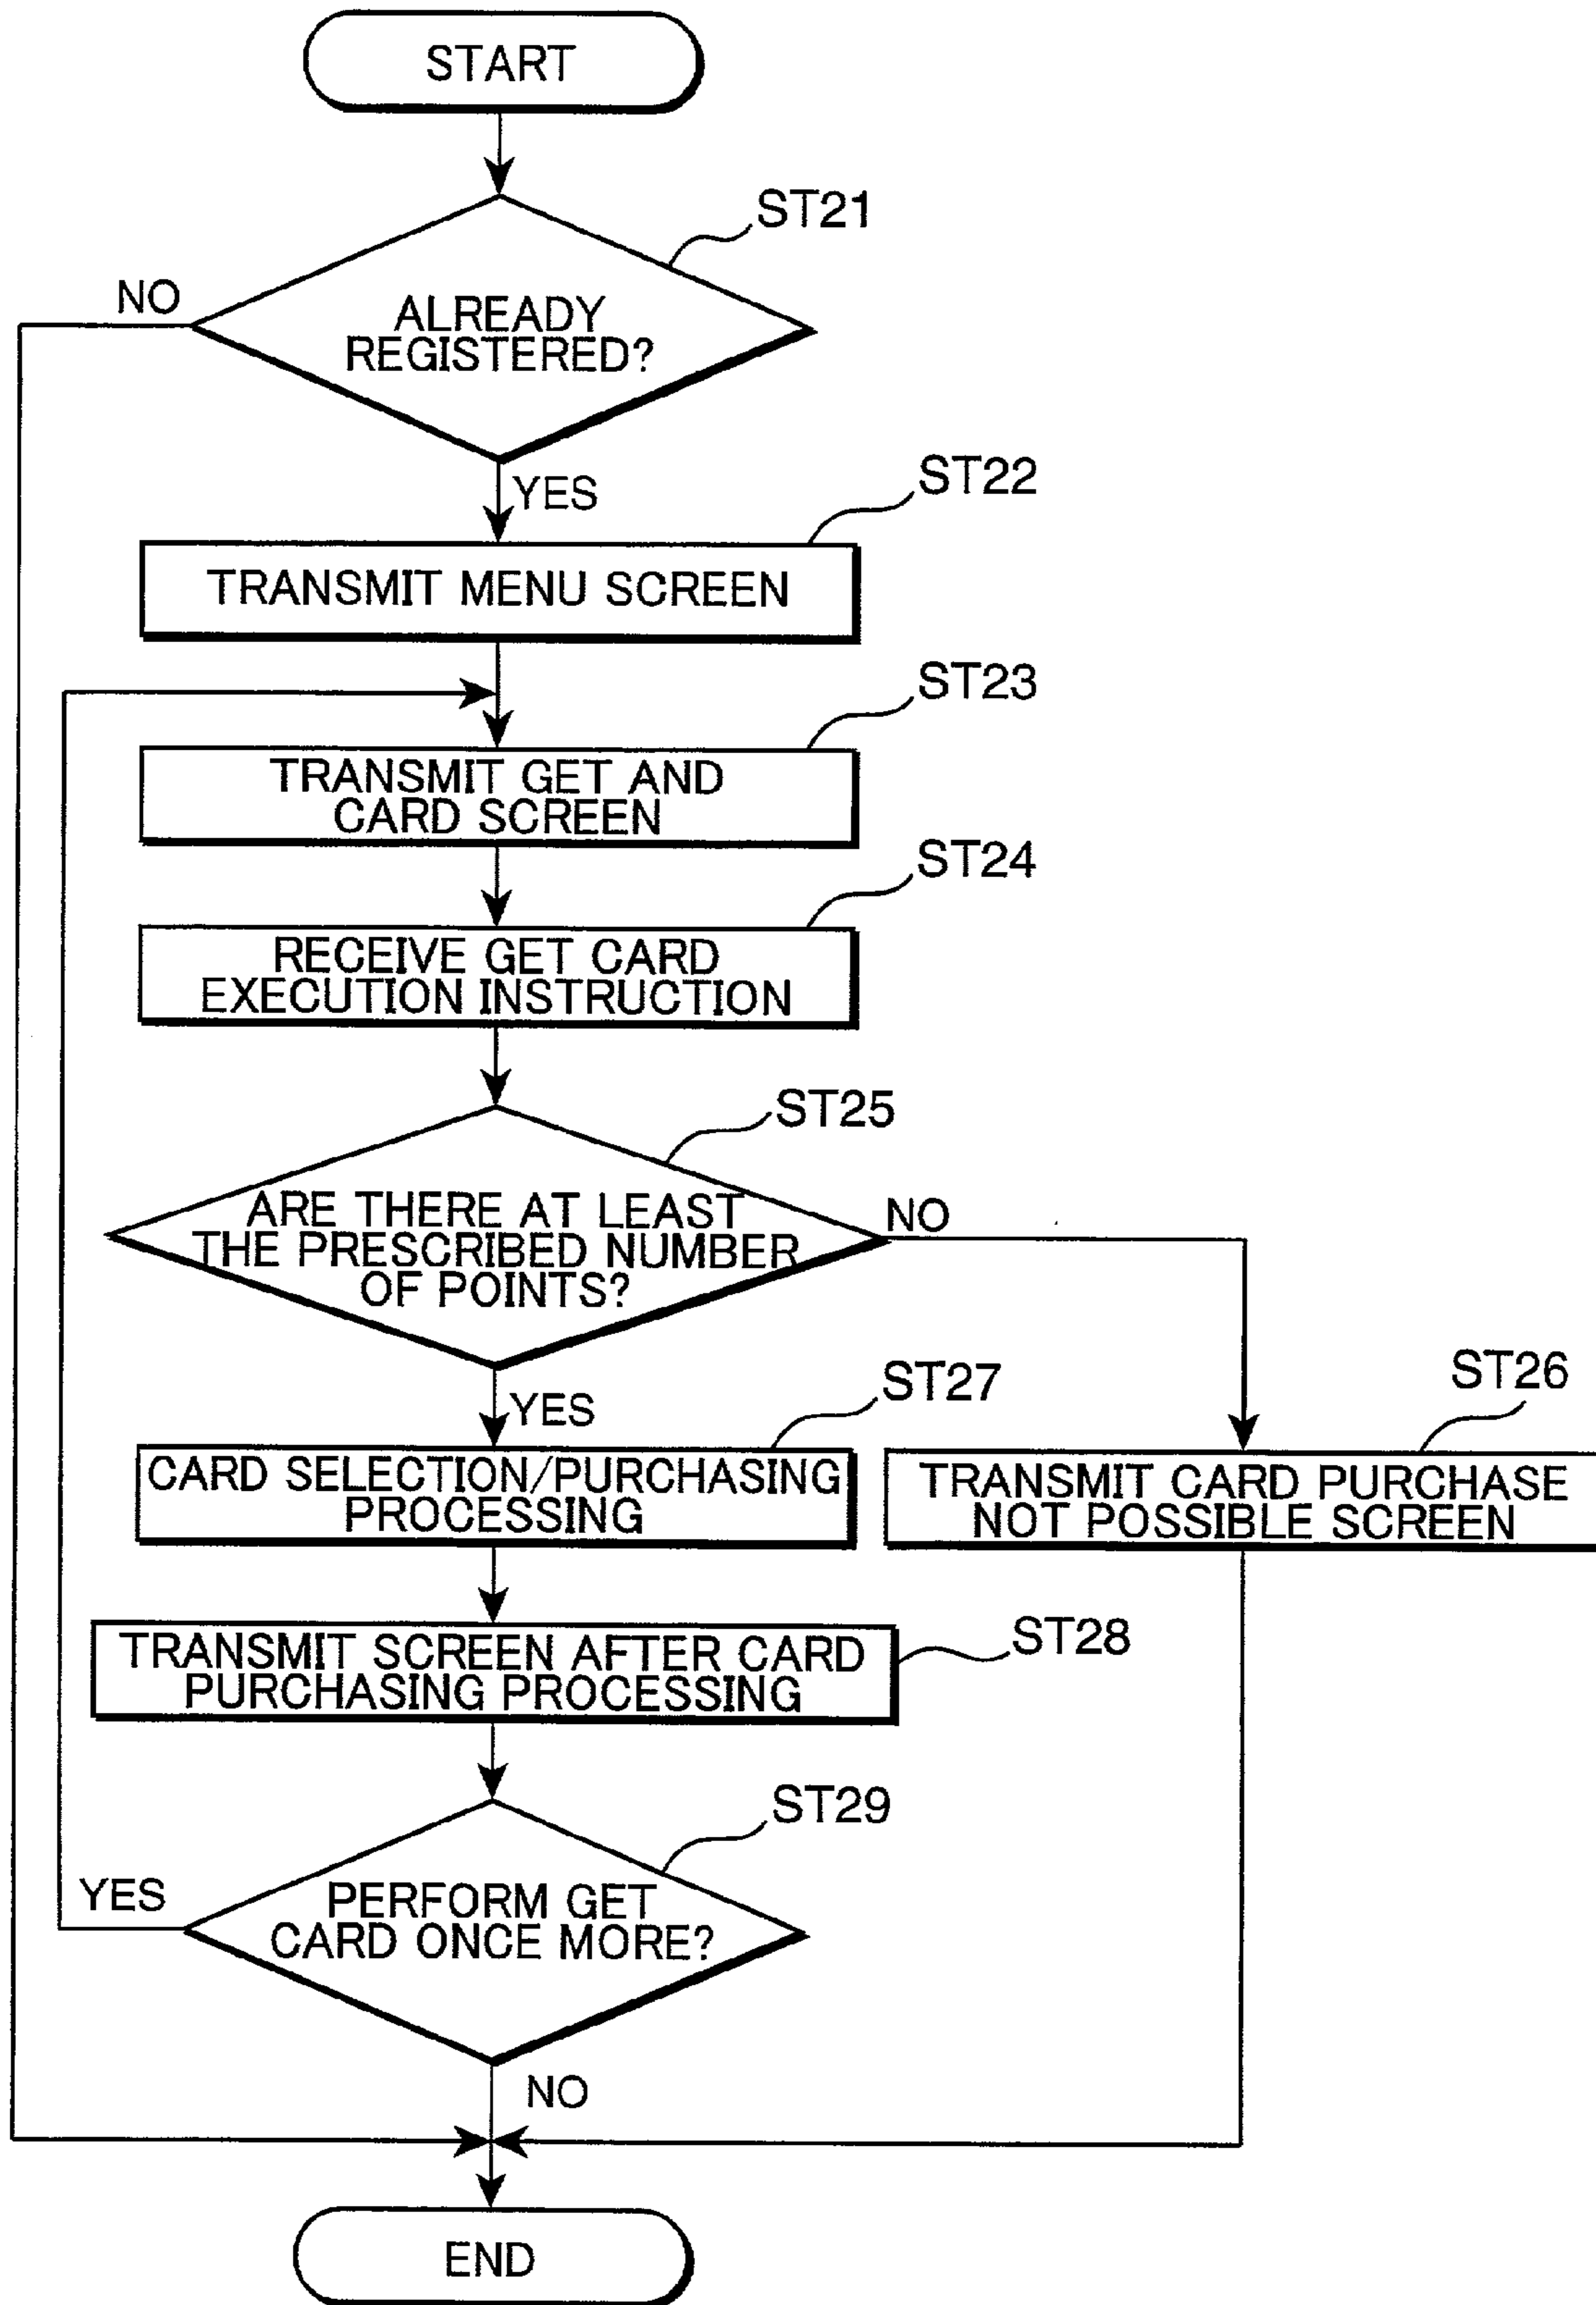 START
ST21
NO
ALREADY
REGISTERED?
YES
ST22
TRANSMIT MENU SCREEN
ST23
TRANSMIT GET AND
CARD SCREEN
ST24
RECEIVE GET CARD
EXECUTION INSTRUCTION
ST25
ARE THERE AT LEAST
THE PRESCRIBED NUMBER
OF POINTS?
NO
YES
ST27
ST26
CARD SELECTION/PURCHASING
PROCESSING
TRANSMIT CARD PURCHASE
NOT POSSIBLE SCREEN
TRANSMIT SCREEN AFTER CARD
PURCHASING PROCESSING
ST28
ST29
YES
PERFORM GET
CARD ONCE MORE?
NO
END